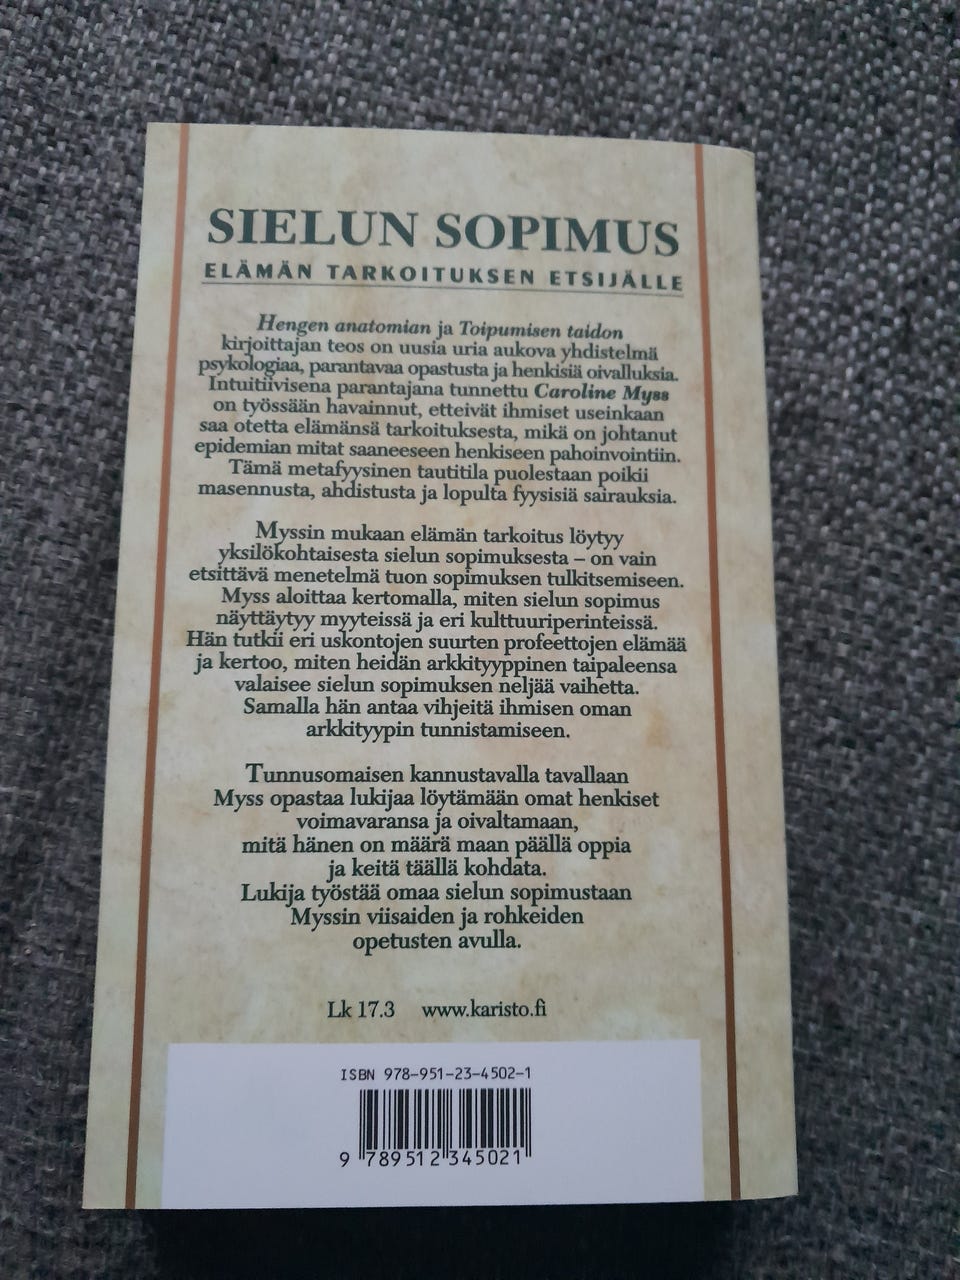 SIELUN SOPIMUS
ELÄMÄN TARKOITUKSEN ETSIJÄLLE
Hengen anatomian ja Toipumisen taidon
kirjoittajan teos on uusia uria aukova yhdistelmä
psykologiaa, parantavaa opastusta ja henkisiä oivalluksia.
Intuitiivisena parantajana tunnettu Caroline Myss
on työssään havainnut, etteivät ihmiset useinkaan
saa otetta elämänsä tarkoituksesta, mikä on johtanut
epidemian mitat saaneeseen henkiseen pahoinvointiin.
Tämä metafyysinen tautitila puolestaan poikii
masennusta, ahdistusta ja lopulta fyysisiä sairauksia.
Myssin mukaan elämän tarkoitus löytyy
yksilökohtaisesta sielun sopimuksesta – on vain
etsittävä menetelmä tuon sopimuksen tulkitsemiseen.
Myss aloittaa kertomalla, miten sielun sopimus
näyttäytyy myyteissä ja eri kulttuuriperinteissä.
Hän tutkii eri uskontojen suurten profeettojen elämää
ja kertoo, miten heidän arkkityyppinen taipaleensa
valaisee sielun sopimuksen neljää vaihetta.
Samalla hän antaa vihjeitä ihmisen oman
arkkityypin tunnistamiseen.
Tunnusomaisen kannustavalla tavallaan
Myss opastaa lukijaa löytämään omat henkiset
voimavaransa ja oivaltamaan,
mitä hänen on määrä maan päällä oppia
ja keitä täällä kohdata.
Lukija työstää omaa sielun sopimustaan
Myssin viisaiden ja rohkeiden
opetusten avulla.
Lk 17.3 www.karisto.fi
ISBN 978-951-23-4502-1
9 789512 345021